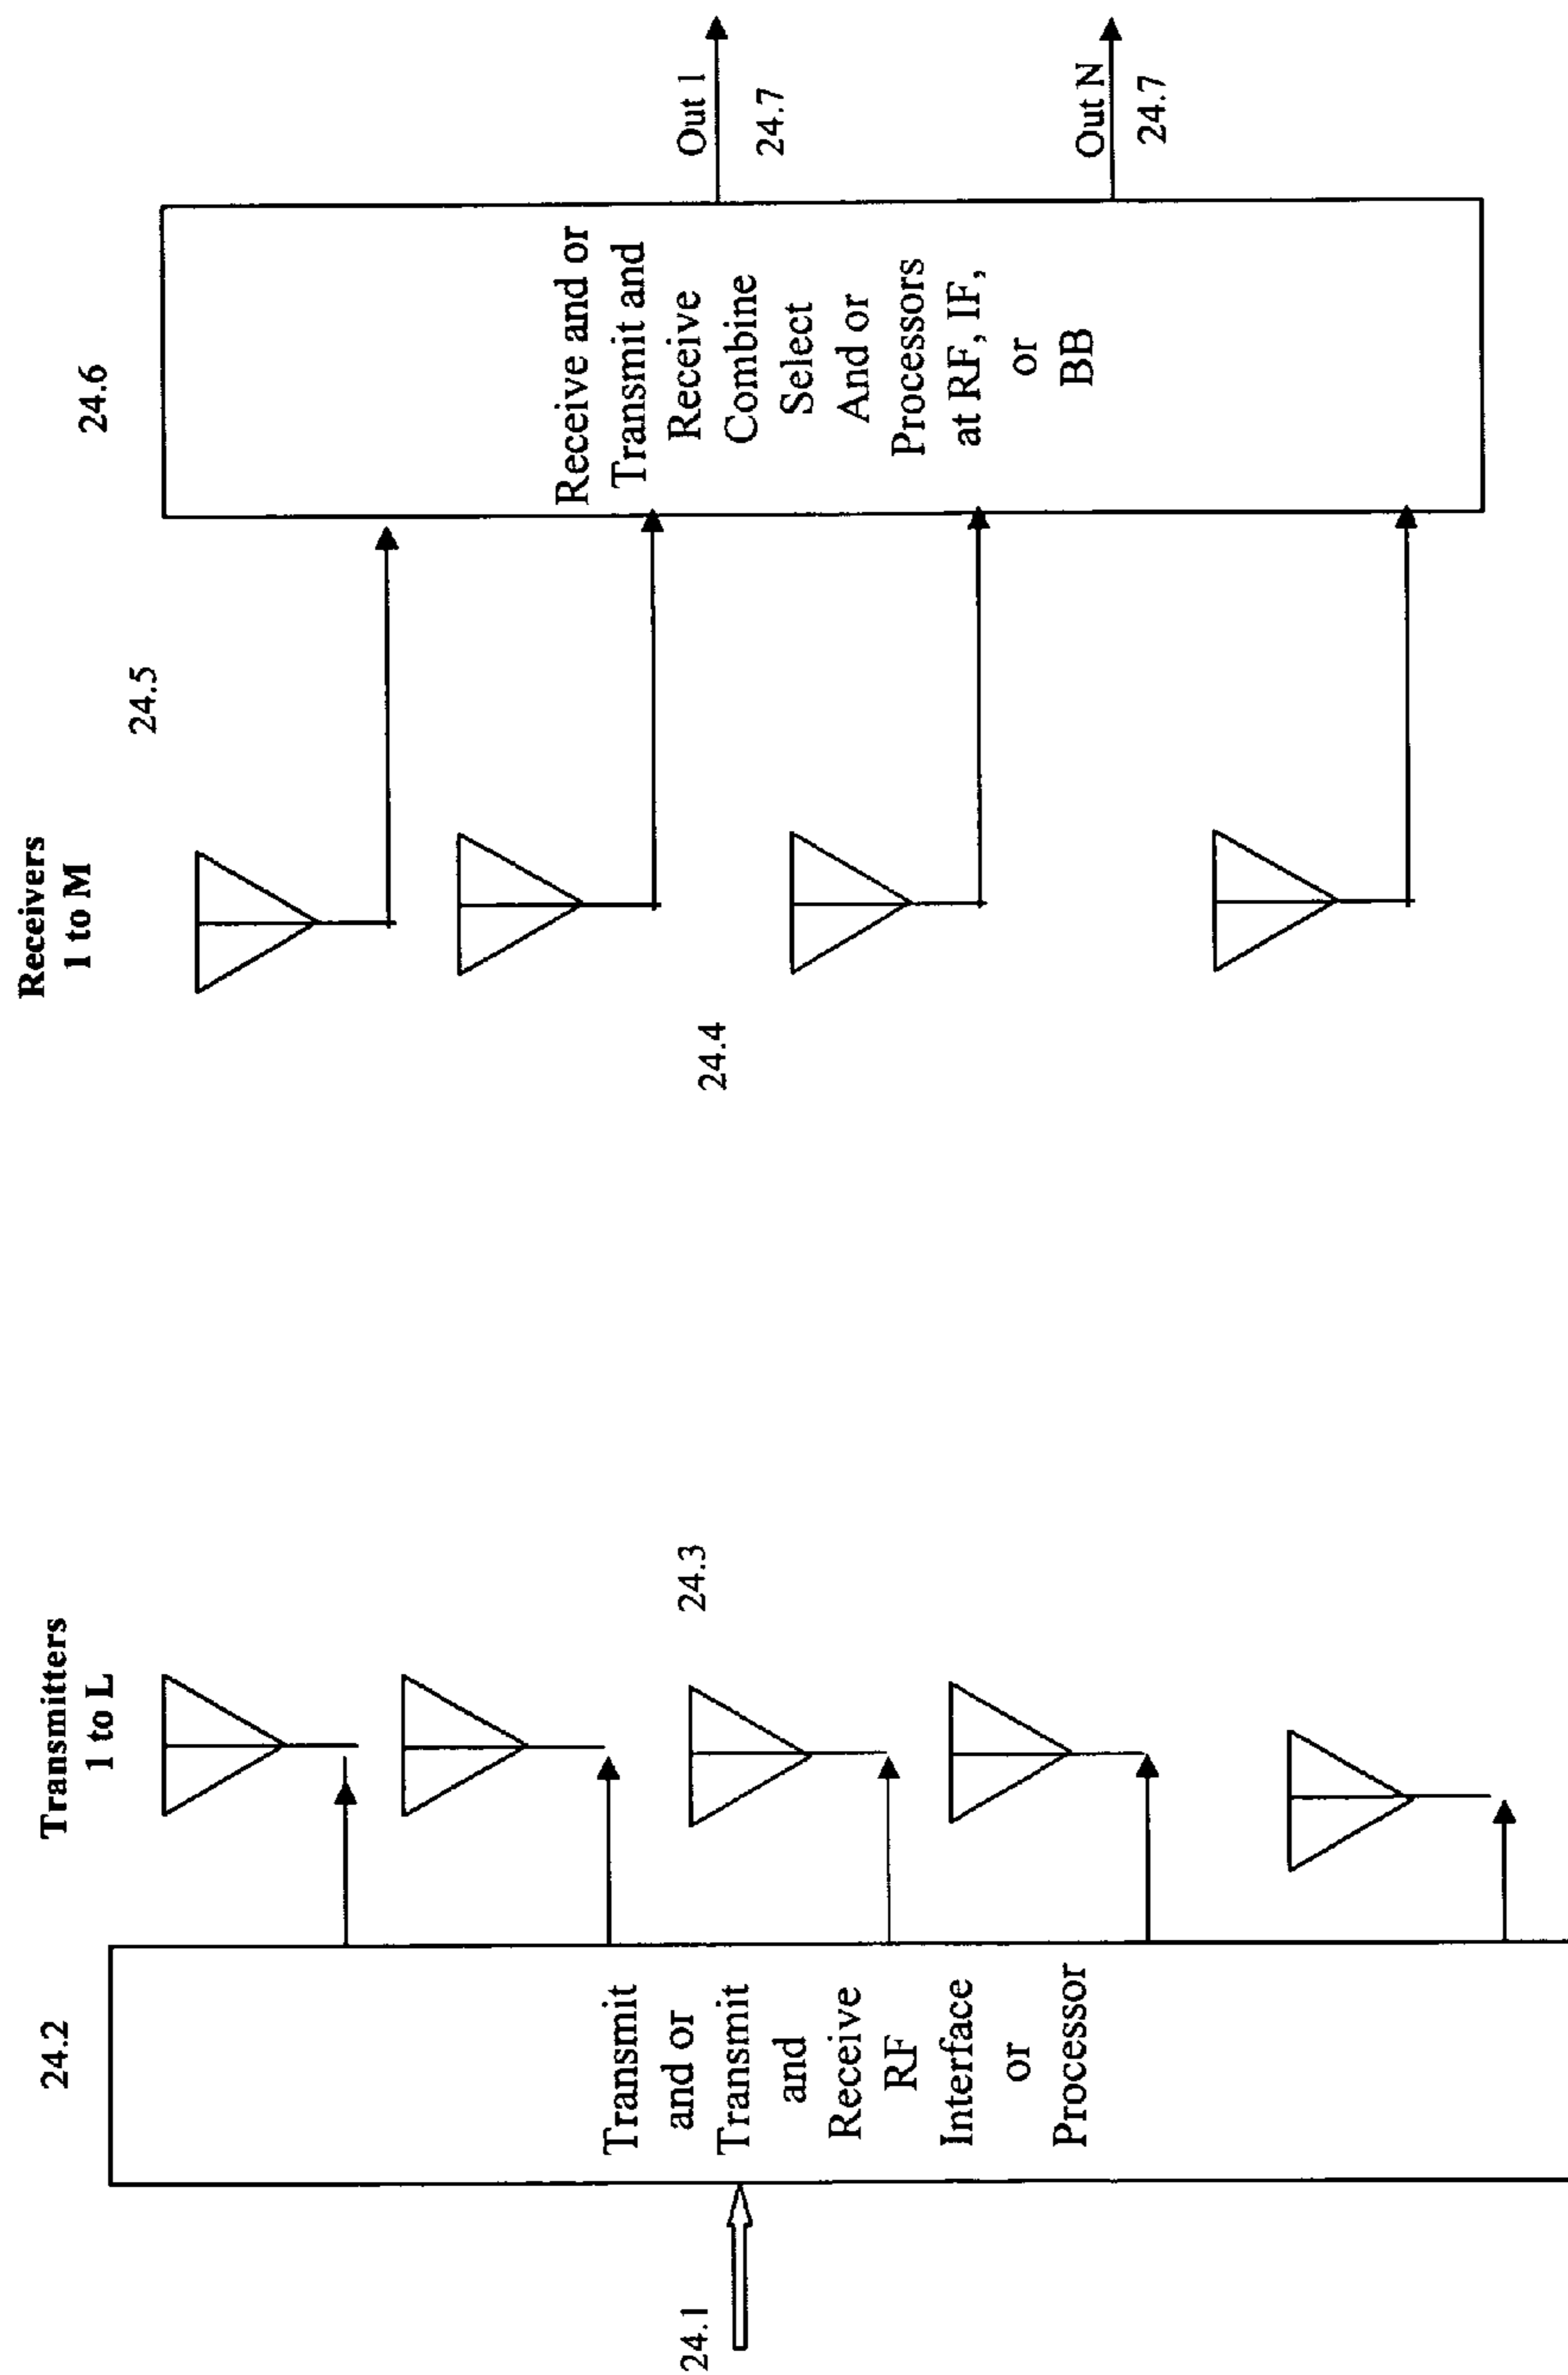 24.1
24.2
Transmit
and or
Transmit
and
Receive
RF
Interface
or
Processor
Transmitters
1 to L
24.3
24.4
Receivers
1 to M
24.5
24.6
Receive and or
Transmit and
Receive
Combine
Select
And or
Processors
at RF, IF,
or
BB
Out 1
24.7
Out N
24.7